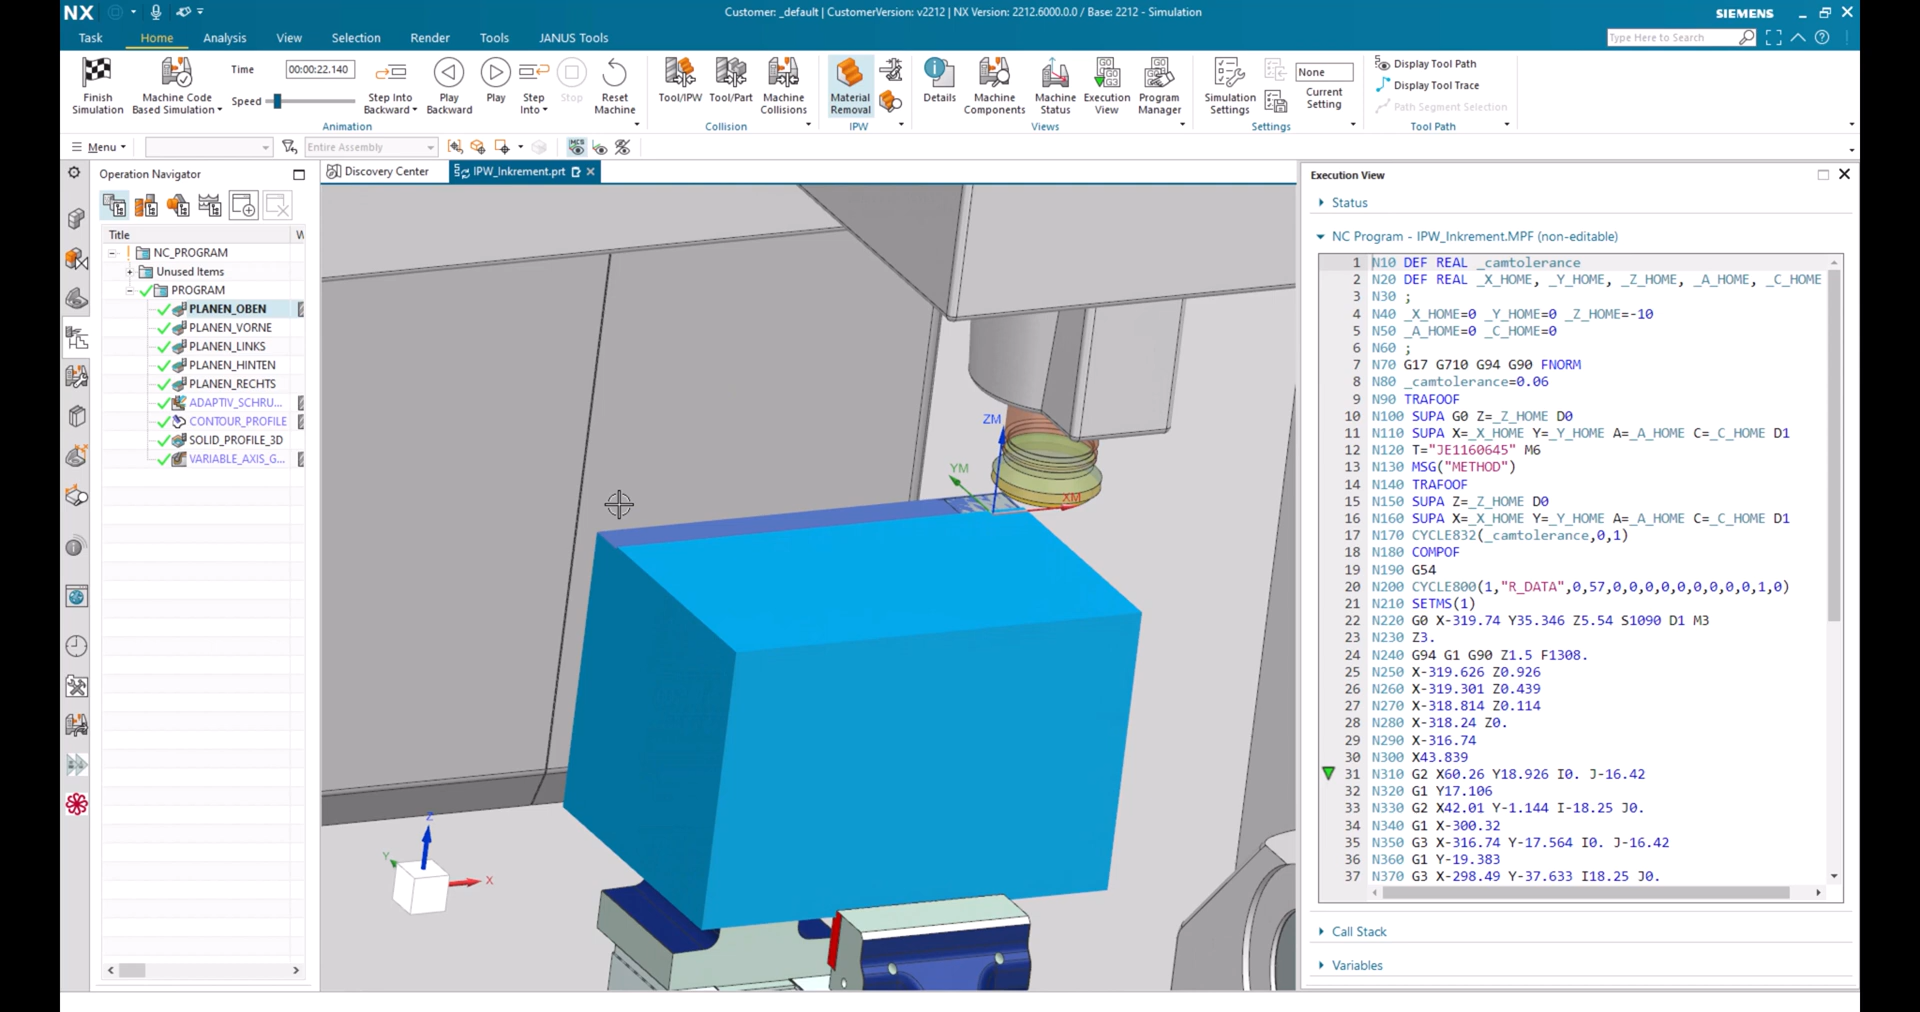 NX
Customer: _default | CustomerVersion: v2212 | NX Version: 2212.6000.0.0 / Base: 2212 - Simulation
SIEMENS
Task Home Analysis View Selection Render Tools JANUS Tools
Type Here to Search
Finish Simulation
Machine Code Based Simulation
Time 00:00:22.140
Speed
Step Into Backward
Play Backward
Play
Step Into
Stop
Reset Machine
Animation
Tool/IPW
Tool/Part
Machine Collisions
Collision
Material Removal
IPW
Details
Machine Components
Machine Status
Execution View
Program Manager
Views
Simulation Settings
None
Current Setting
Settings
Display Tool Path
Display Tool Trace
Path Segment Selection
Tool Path
Menu
Entire Assembly
MCS
Operation Navigator
Title W
NC_PROGRAM
Unused Items
PROGRAM
PLANEN_OBEN
PLANEN_VORNE
PLANEN_LINKS
PLANEN_HINTEN
PLANEN_RECHTS
ADAPTIV_SCHRU...
CONTOUR_PROFILE
SOLID_PROFILE_3D
VARIABLE_AXIS_G...
Discovery Center
IPW_Inkrement.prt
ZM
YM
XM
Z
Y
X
Execution View
Status
NC Program - IPW_Inkrement.MPF (non-editable)
1 N10 DEF REAL _camtolerance
2 N20 DEF REAL _X_HOME, _Y_HOME, _Z_HOME, _A_HOME, _C_HOME
3 N30 ;
4 N40 _X_HOME=0 _Y_HOME=0 _Z_HOME=-10
5 N50 _A_HOME=0 _C_HOME=0
6 N60 ;
7 N70 G17 G710 G94 G90 FNORM
8 N80 _camtolerance=0.06
9 N90 TRAFOOF
10 N100 SUPA G0 Z=_Z_HOME D0
11 N110 SUPA X=_X_HOME Y=_Y_HOME A=_A_HOME C=_C_HOME D1
12 N120 T="JE1160645" M6
13 N130 MSG("METHOD")
14 N140 TRAFOOF
15 N150 SUPA Z=_Z_HOME D0
16 N160 SUPA X=_X_HOME Y=_Y_HOME A=_A_HOME C=_C_HOME D1
17 N170 CYCLE832(_camtolerance,0,1)
18 N180 COMPOF
19 N190 G54
20 N200 CYCLE800(1,"R_DATA",0,57,0,0,0,0,0,0,0,0,0,1,0)
21 N210 SETMS(1)
22 N220 G0 X-319.74 Y35.346 Z5.54 S1090 D1 M3
23 N230 Z3.
24 N240 G94 G1 G90 Z1.5 F1308.
25 N250 X-319.626 Z0.926
26 N260 X-319.301 Z0.439
27 N270 X-318.814 Z0.114
28 N280 X-318.24 Z0.
29 N290 X-316.74
30 N300 X43.839
31 N310 G2 X60.26 Y18.926 I0. J-16.42
32 N320 G1 Y17.106
33 N330 G2 X42.01 Y-1.144 I-18.25 J0.
34 N340 G1 X-300.32
35 N350 G3 X-316.74 Y-17.564 I0. J-16.42
36 N360 G1 Y-19.383
37 N370 G3 X-298.49 Y-37.633 I18.25 J0.
Call Stack
Variables